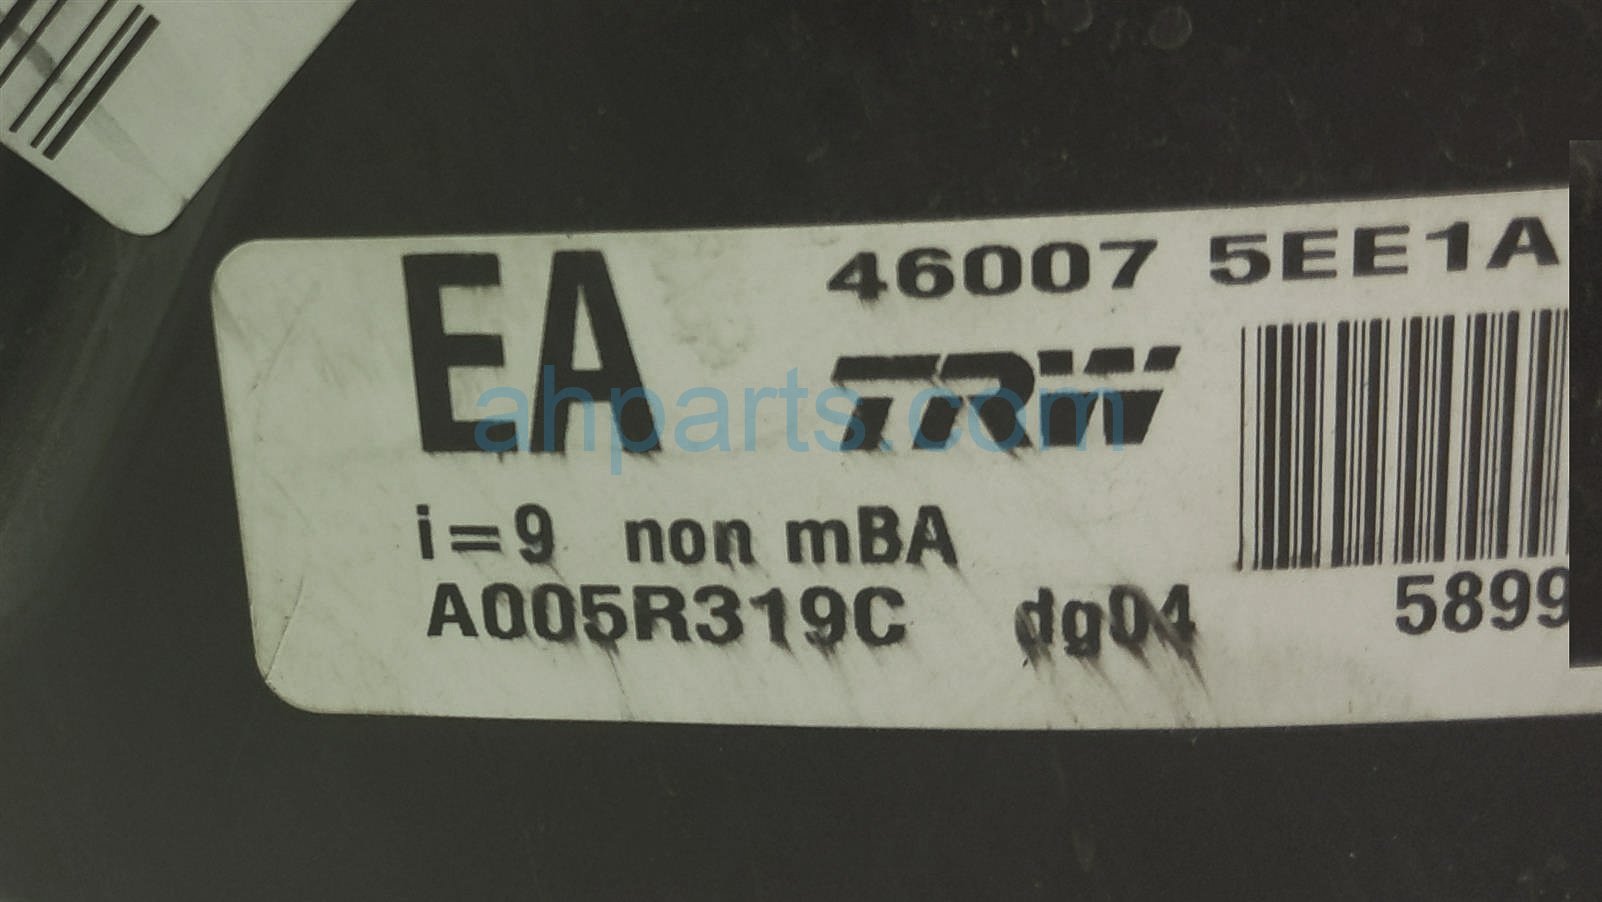 EA 46007 5EE1A
TRW
ahparts.com
i=9 non mBA
A005R319C dg04 5899